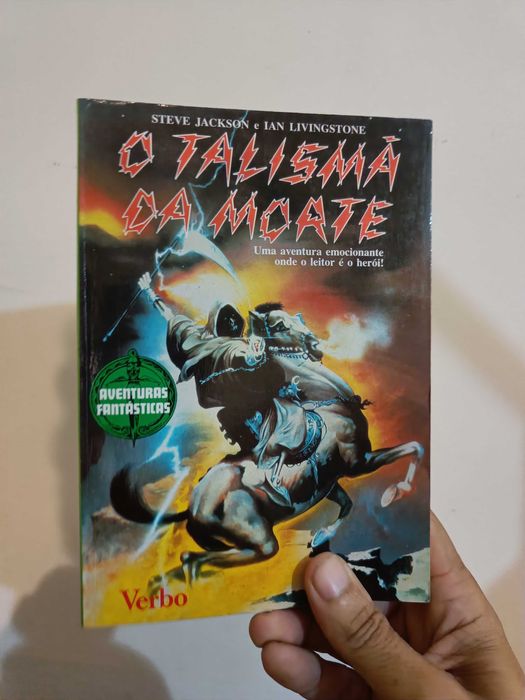 STEVE JACKSON e IAN LIVINGSTONE
O TALISMÃ
DA MORTE
Uma aventura emocionante
onde o leitor é o herói!
AVENTURAS
FANTÁSTICAS
Verbo